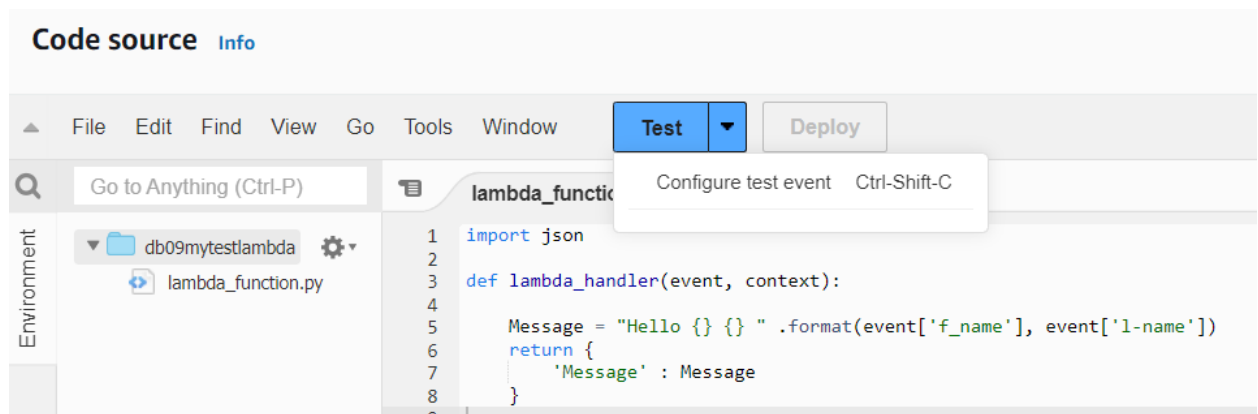 Code source Info
File Edit Find View Go Tools Window Test Deploy
Configure test event Ctrl-Shift-C
Go to Anything (Ctrl-P)
Environment
db09mytestlambda
lambda_function.py
1 import json
2
3 def lambda_handler(event, context):
4
5 Message = "Hello {} {} " .format(event['f_name'], event['l-name'])
6 return {
7 'Message' : Message
8 }